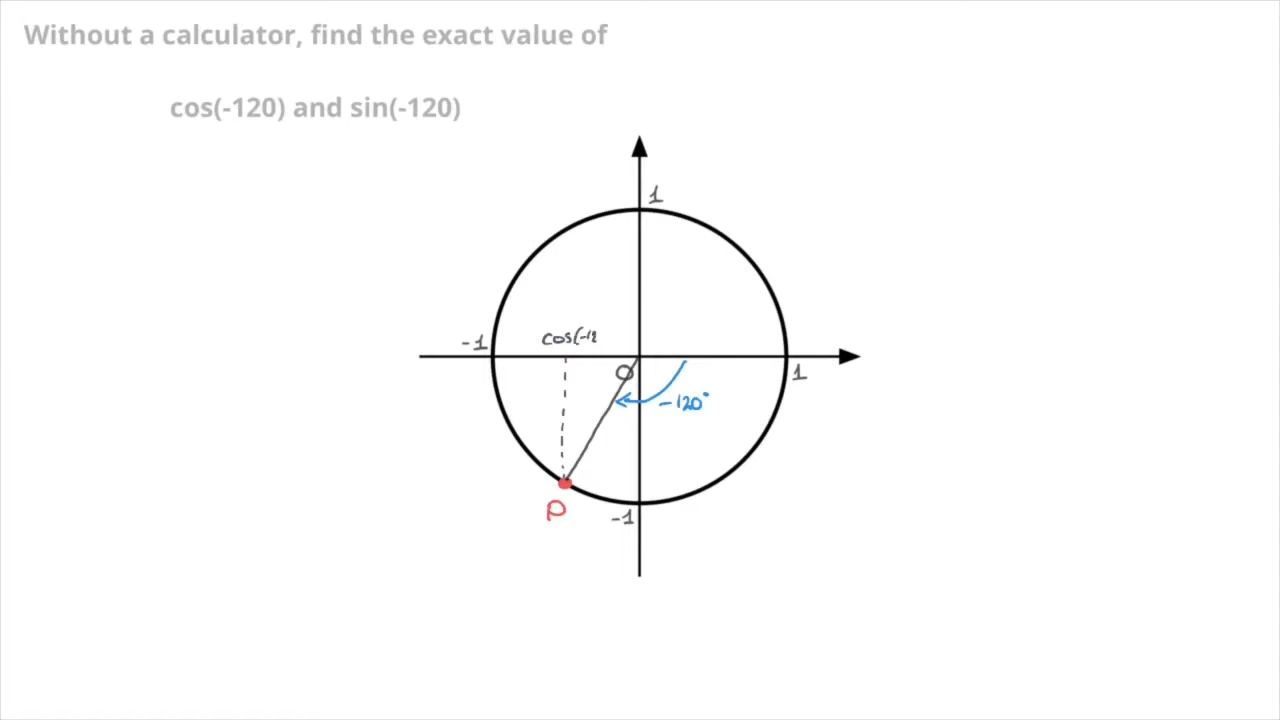 Without a calculator, find the exact value of
cos(-120) and sin(-120)
1
cos(-12
-1
O
1
-120°
P
-1